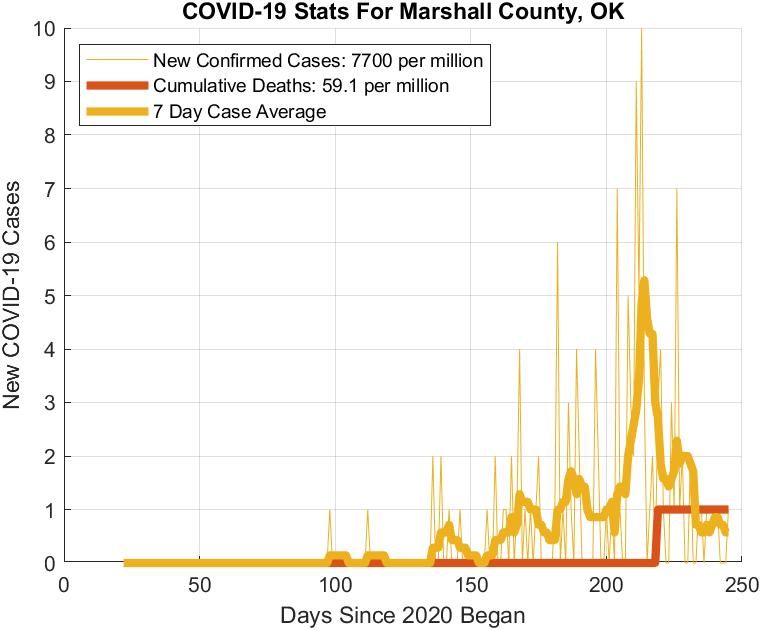 COVID-19 Stats For Marshall County, OK
New Confirmed Cases: 7700 per million
Cumulative Deaths: 59.1 per million
7 Day Case Average
New COVID-19 Cases
10
9
8
7
6
5
4
3
2
1
0
0 50 100 150 200 250
Days Since 2020 Began